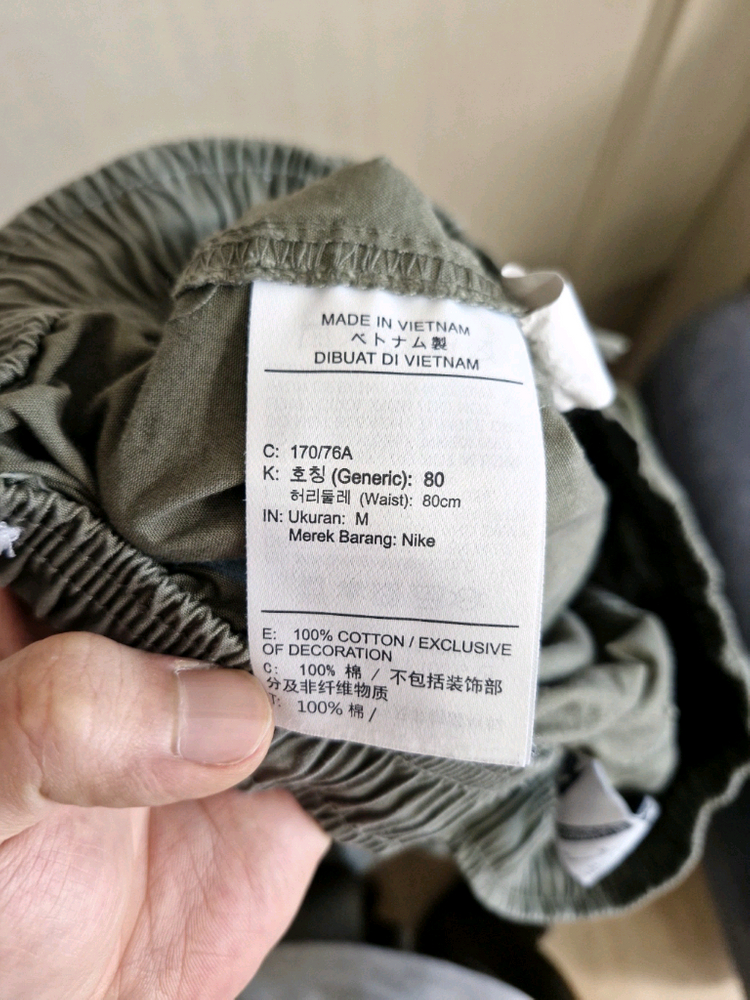 MADE IN VIETNAM
ベトナム製
DIBUAT DI VIETNAM
C: 170/76A
K: 호칭 (Generic): 80
허리둘레 (Waist): 80cm
IN: Ukuran: M
Merek Barang: Nike
E: 100% COTTON / EXCLUSIVE
OF DECORATION
C: 100% 棉 / 不包括装饰部
分及非纤维物质
T: 100% 棉 /